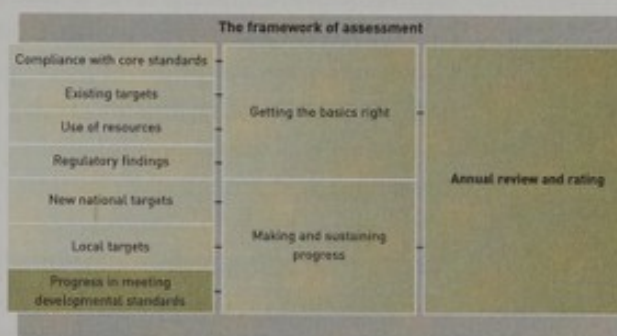 The framework of assessment
Compliance with core standards
Existing targets
Use of resources
Regulatory findings
New national targets
Local targets
Progress in meeting
developmental standards
Getting the basics right
Making and sustaining
progress
Annual review and rating